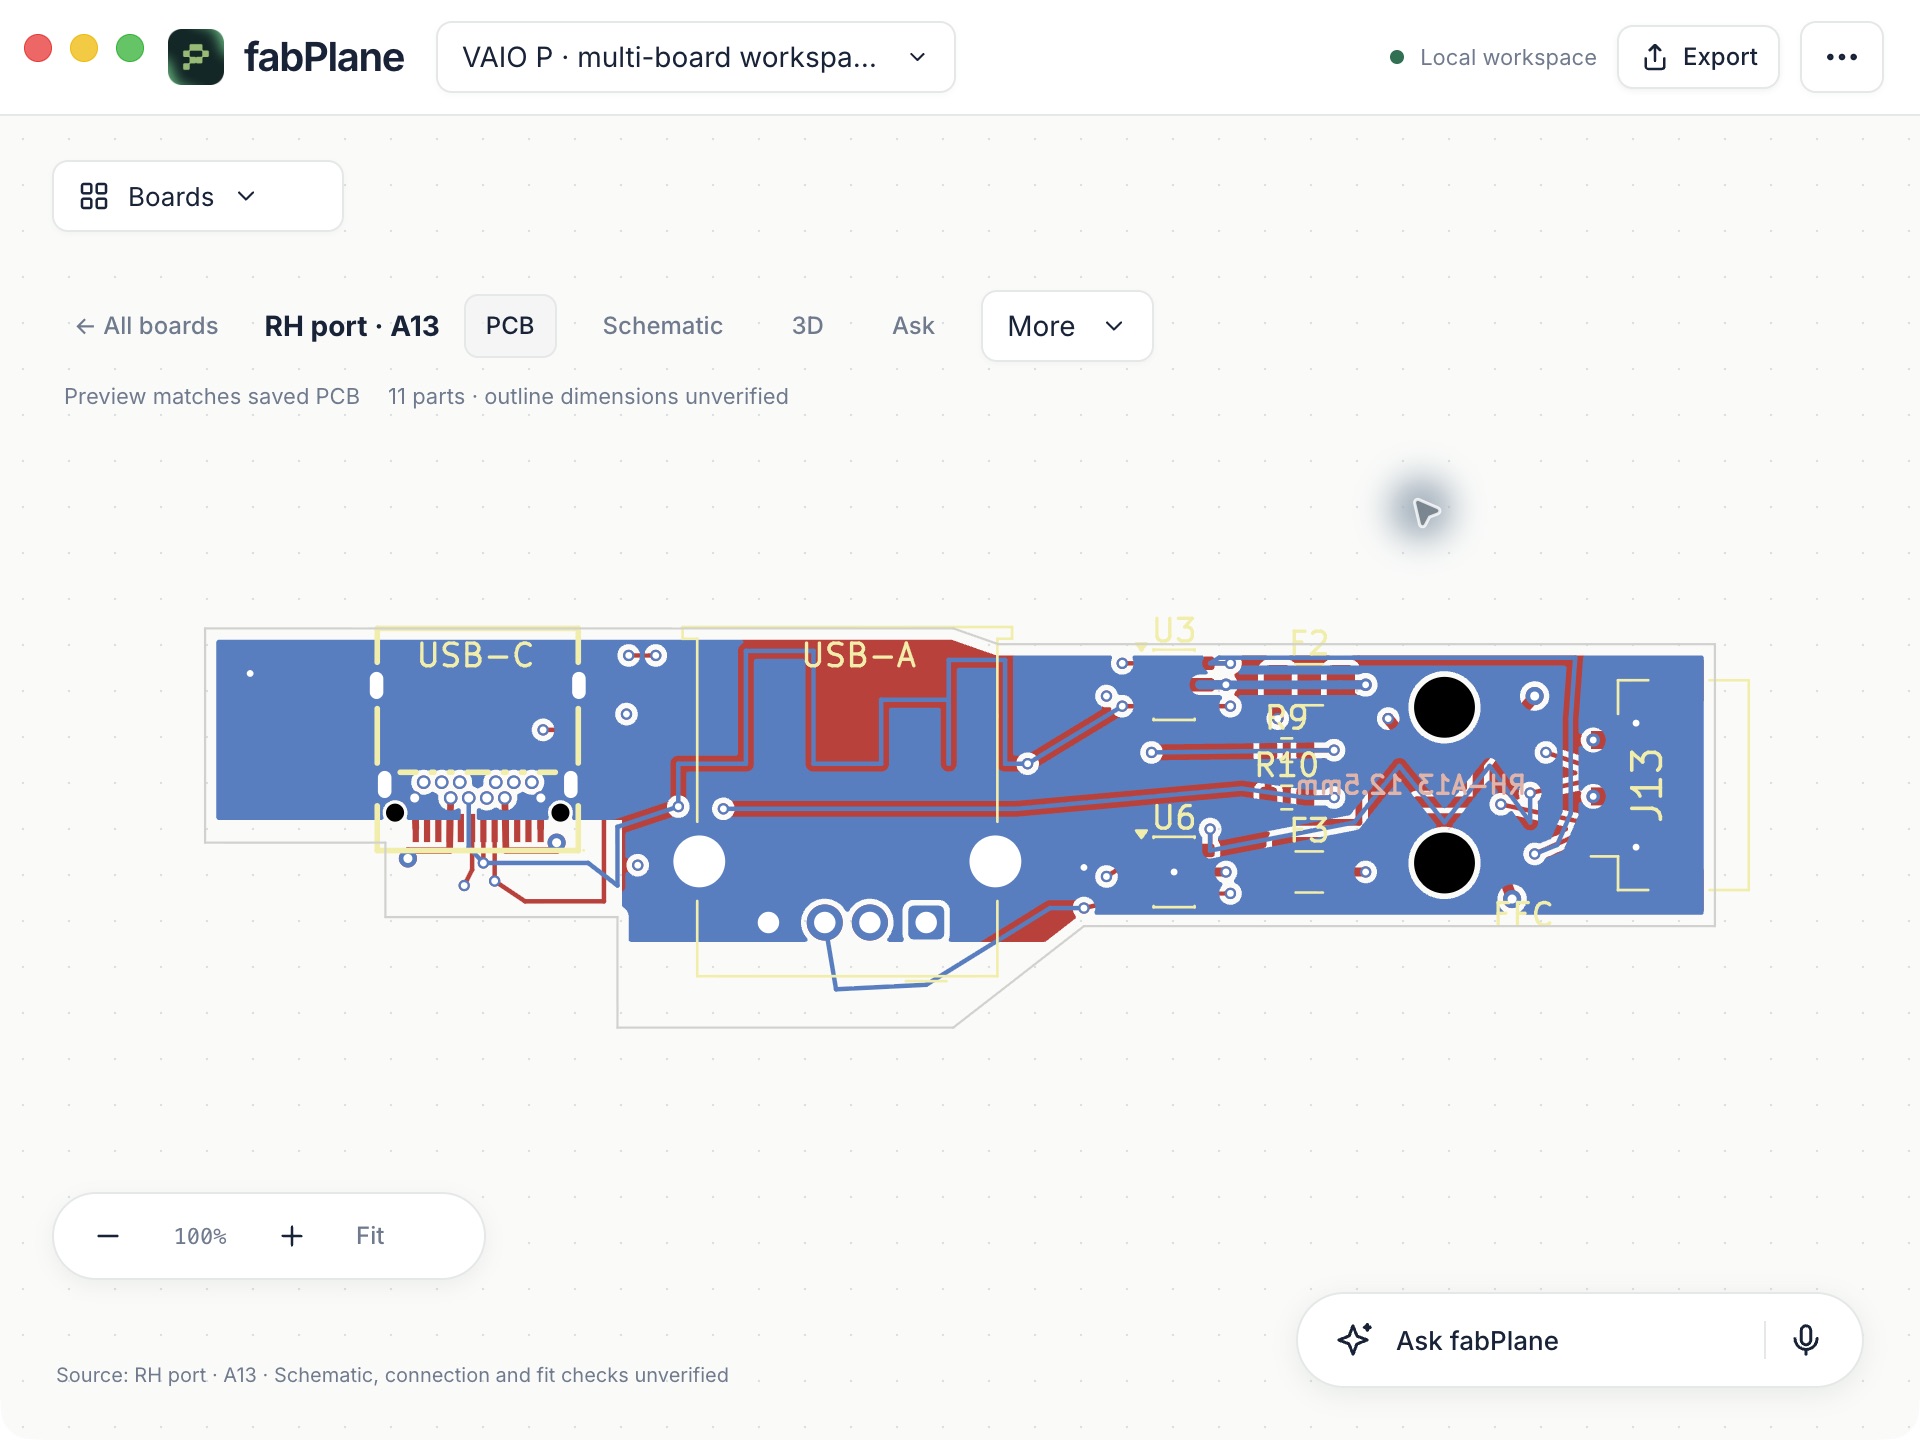 fabPlane
VAIO P · multi-board workspa...
Local workspace
Export
Boards
← All boards
RH port · A13
PCB
Schematic
3D
Ask
More
Preview matches saved PCB
11 parts · outline dimensions unverified
USB-C
USB-A
U3
F2
R9
R10
RH-A13 12.5mm
J13
U6
F3
FFC
100%
Fit
Ask fabPlane
Source: RH port · A13 · Schematic, connection and fit checks unverified